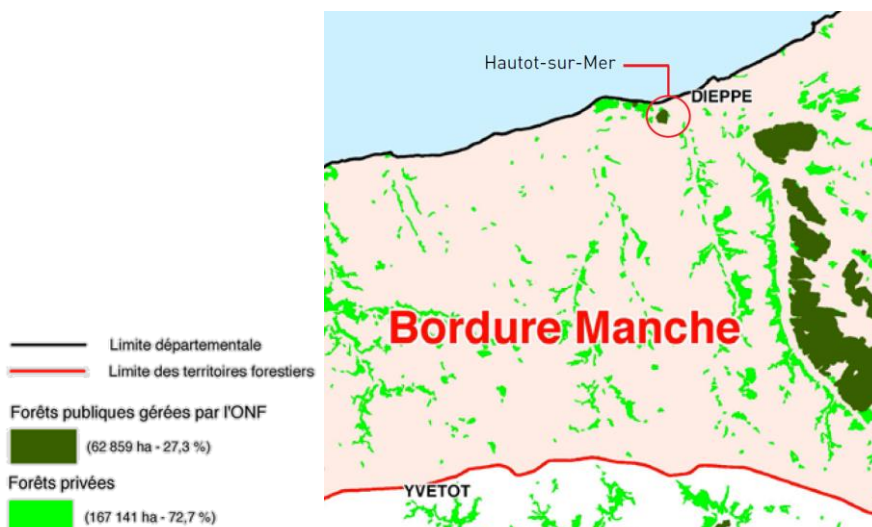 Hautot-sur-Mer
DIEPPE
Bordure Manche
YVETOT
Limite départementale
Limite des territoires forestiers
Forêts publiques gérées par l'ONF
(62 859 ha - 27,3 %)
Forêts privées
(167 141 ha - 72,7 %)